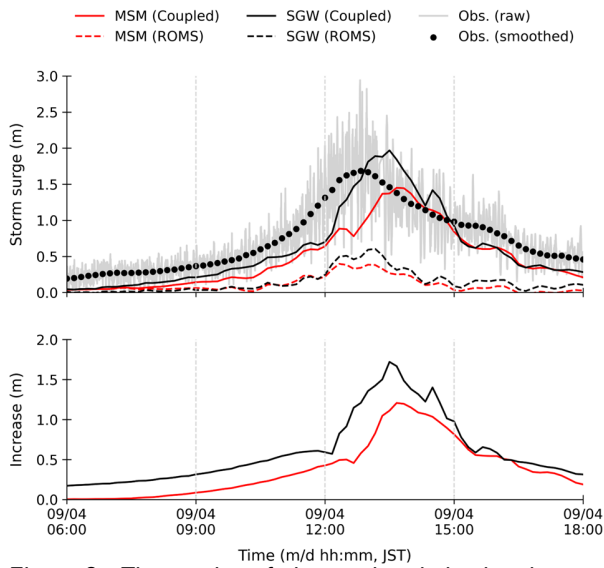 MSM (Coupled) SGW (Coupled) Obs. (raw)
MSM (ROMS) SGW (ROMS) Obs. (smoothed)
3.0
2.5
2.0
1.5
1.0
0.5
0.0
Storm surge (m)
2.0
1.5
1.0
0.5
0.0
Increase (m)
09/04 09/04 09/04 09/04 09/04
06:00 09:00 12:00 15:00 18:00
Time (m/d hh:mm, JST)